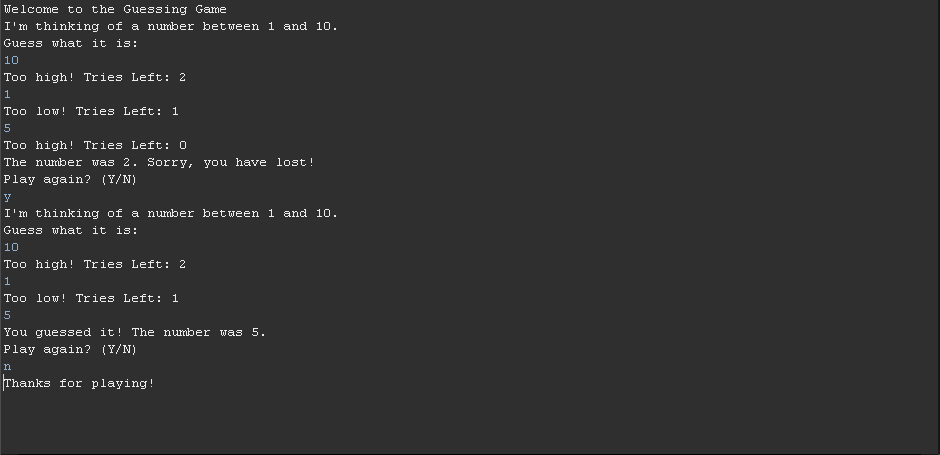 Welcome to the Guessing Game
I'm thinking of a number between 1 and 10.
Guess what it is:
10
Too high! Tries Left: 2
1
Too low! Tries Left: 1
5
Too high! Tries Left: 0
The number was 2. Sorry, you have lost!
Play again? (Y/N)
y
I'm thinking of a number between 1 and 10.
Guess what it is:
10
Too high! Tries Left: 2
1
Too low! Tries Left: 1
5
You guessed it! The number was 5.
Play again? (Y/N)
n
Thanks for playing!